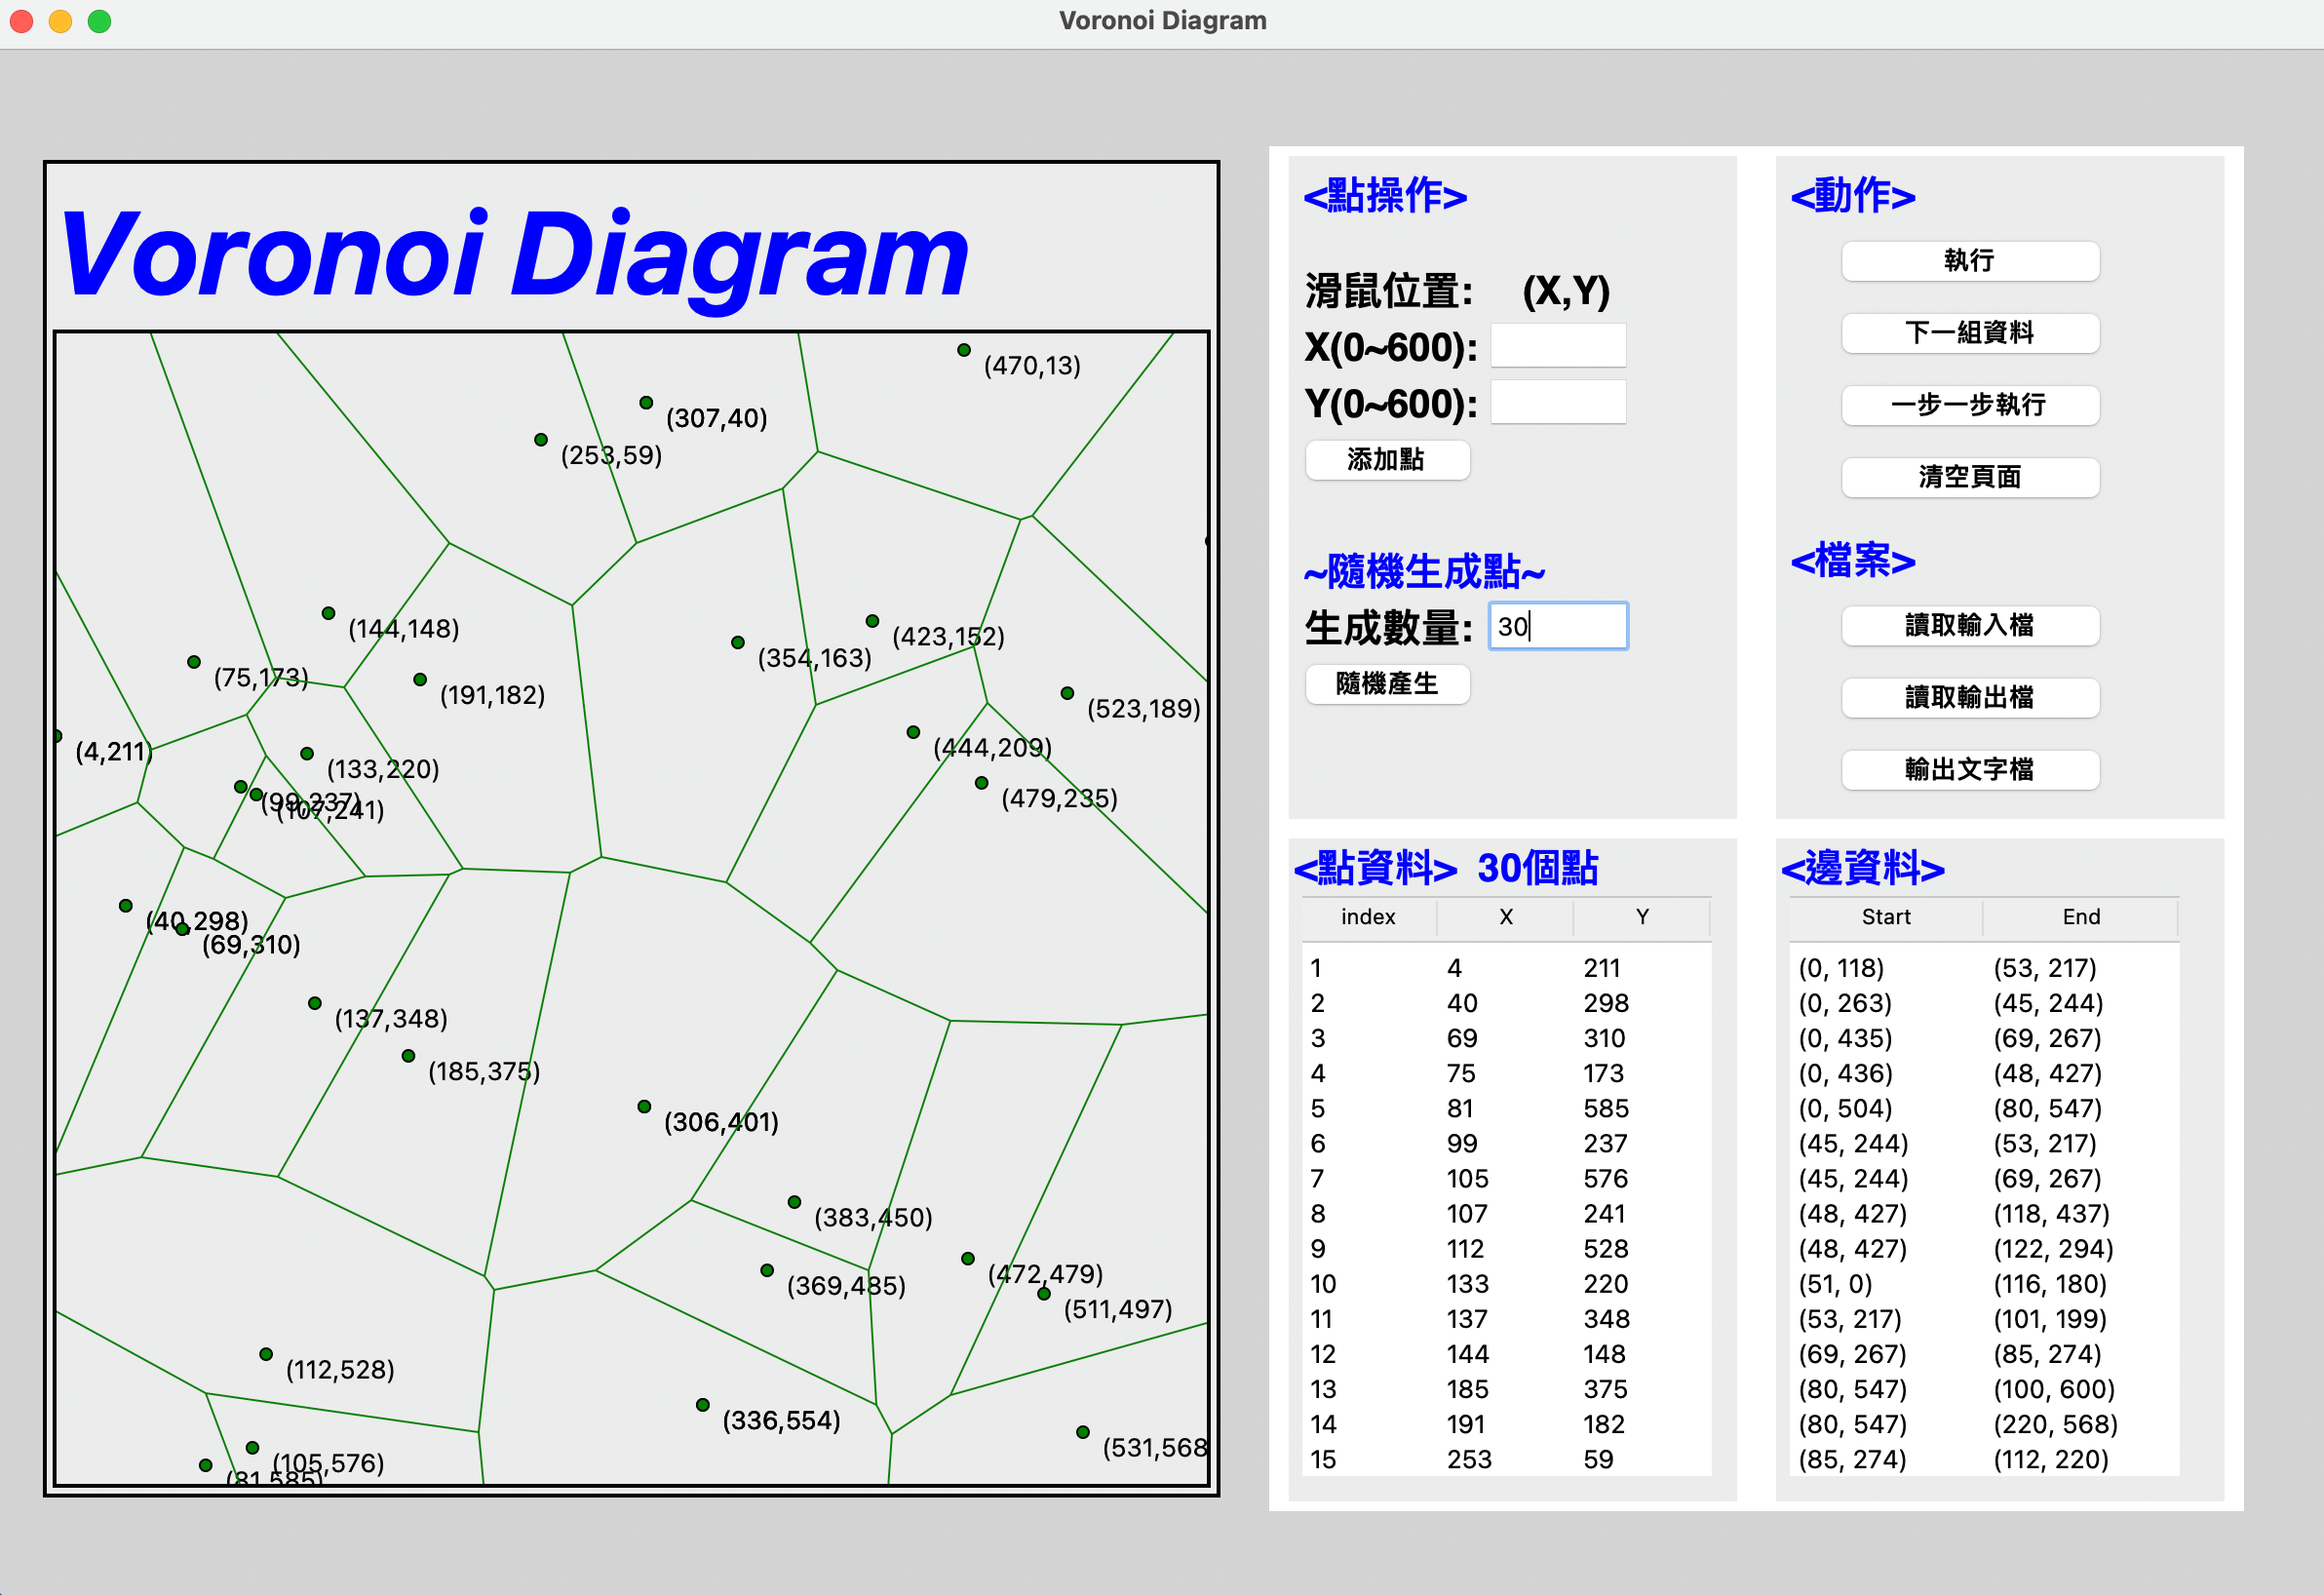 Voronoi Diagram
Voronoi Diagram
(470,13)
(307,40)
(253,59)
(144,148)
(423,152)
(354,163)
(75,173)
(191,182)
(523,189)
(4,211)
(444,209)
(133,220)
(479,235)
(99,237)
(107,241)
(40,298)
(69,310)
(137,348)
(185,375)
(306,401)
(383,450)
(472,479)
(369,485)
(511,497)
(112,528)
(336,554)
(531,568
(105,576)
(81,585)
<點操作>
滑鼠位置: (X,Y)
X(0~600):
Y(0~600):
添加點
~隨機生成點~
生成數量: 30
隨機產生
<動作>
執行
下一組資料
一步一步執行
清空頁面
<檔案>
讀取輸入檔
讀取輸出檔
輸出文字檔
<點資料> 30個點
index X Y
1 4 211
2 40 298
3 69 310
4 75 173
5 81 585
6 99 237
7 105 576
8 107 241
9 112 528
10 133 220
11 137 348
12 144 148
13 185 375
14 191 182
15 253 59
<邊資料>
Start End
(0, 118) (53, 217)
(0, 263) (45, 244)
(0, 435) (69, 267)
(0, 436) (48, 427)
(0, 504) (80, 547)
(45, 244) (53, 217)
(45, 244) (69, 267)
(48, 427) (118, 437)
(48, 427) (122, 294)
(51, 0) (116, 180)
(53, 217) (101, 199)
(69, 267) (85, 274)
(80, 547) (100, 600)
(80, 547) (220, 568)
(85, 274) (112, 220)